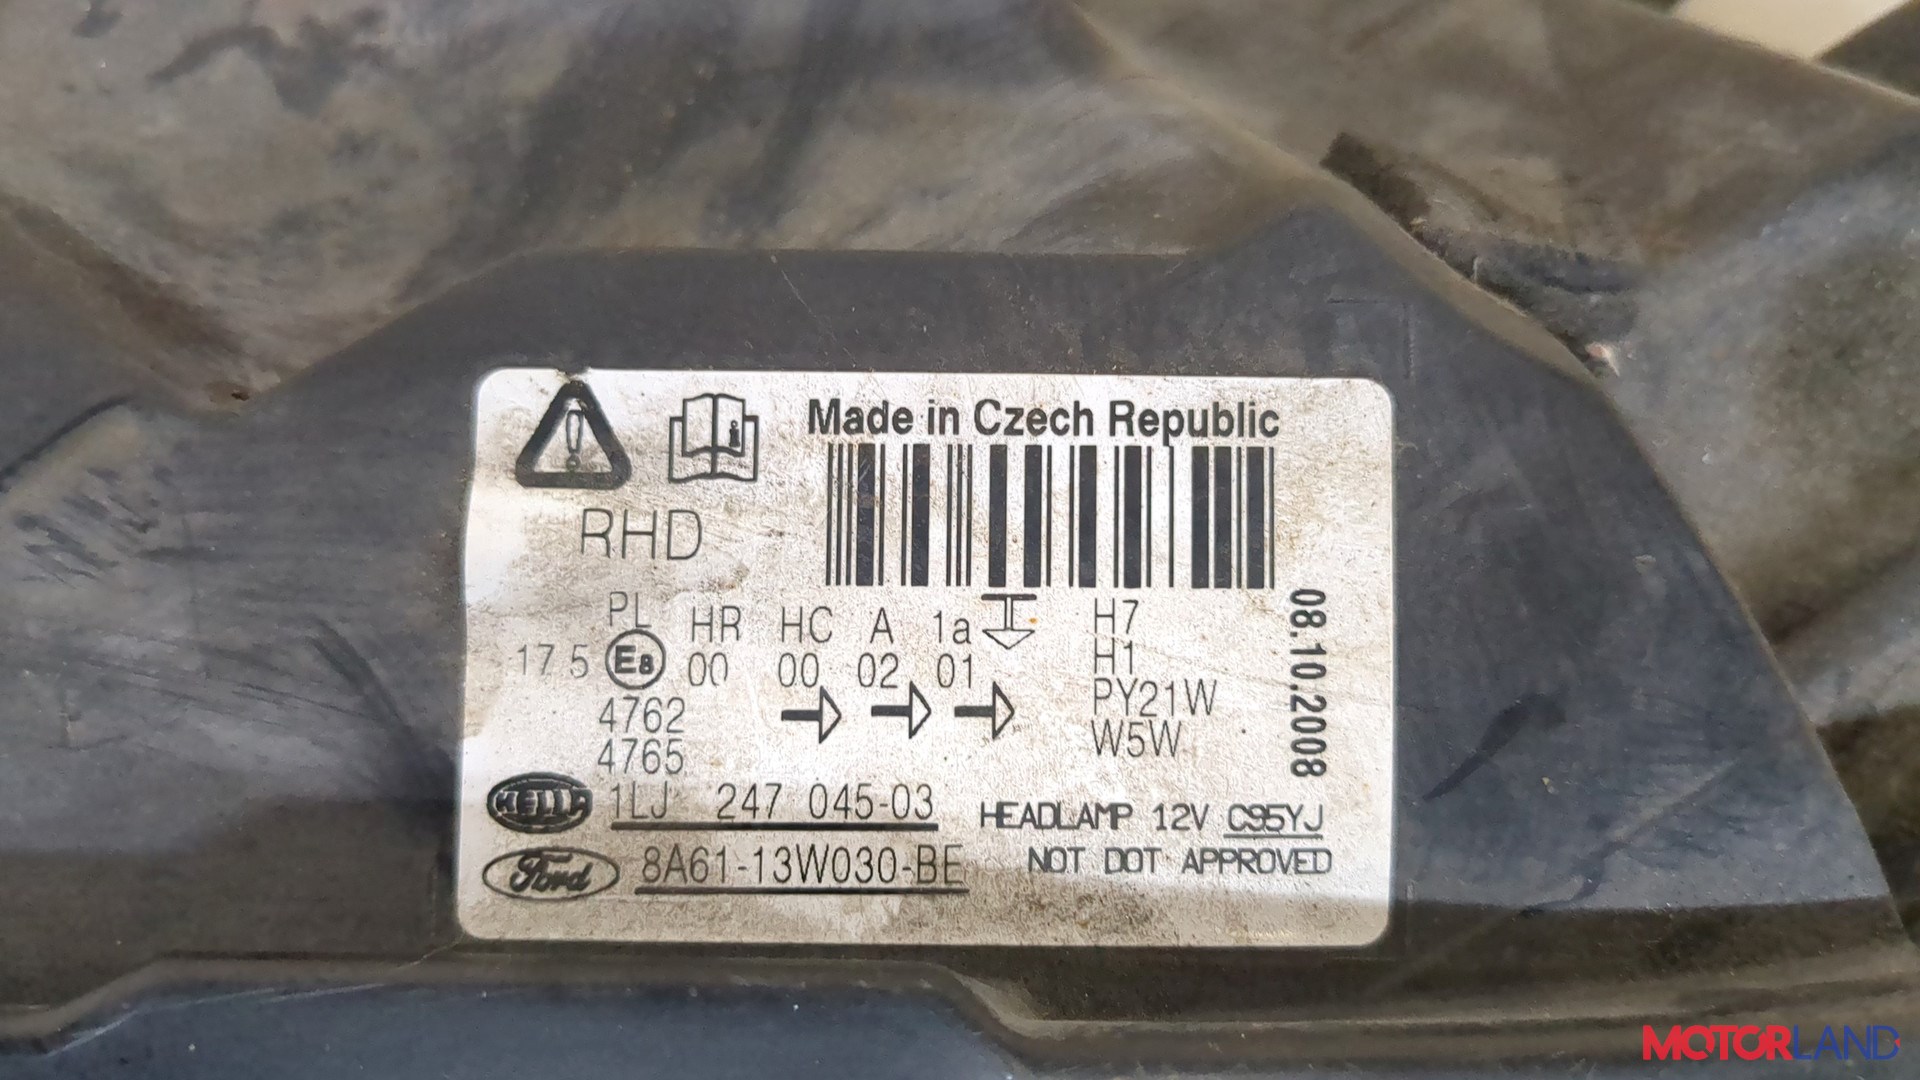 Made in Czech Republic
RHD
PL HR HC A 1a H7
17.5 E8 00 00 02 01 H1
4762 PY21W
4765 W5W
08.10.2008
HELLA 1LJ 247 045-03 HEADLAMP 12V C95YJ
Ford 8A61-13W030-BE NOT DOT APPROVED
MOTORLAND